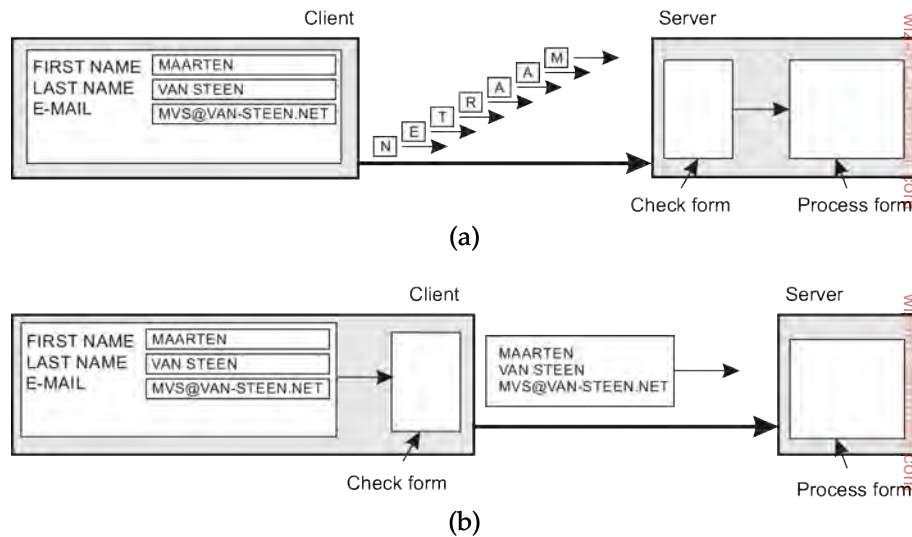 Client
Server
FIRST NAME MAARTEN
LAST NAME VAN STEEN
E-MAIL MVS@VAN-STEEN.NET
N E T R A A M
Check form
Process form
(a)
Client
Server
FIRST NAME MAARTEN
LAST NAME VAN STEEN
E-MAIL MVS@VAN-STEEN.NET
MAARTEN
VAN STEEN
MVS@VAN-STEEN.NET
Check form
Process form
(b)